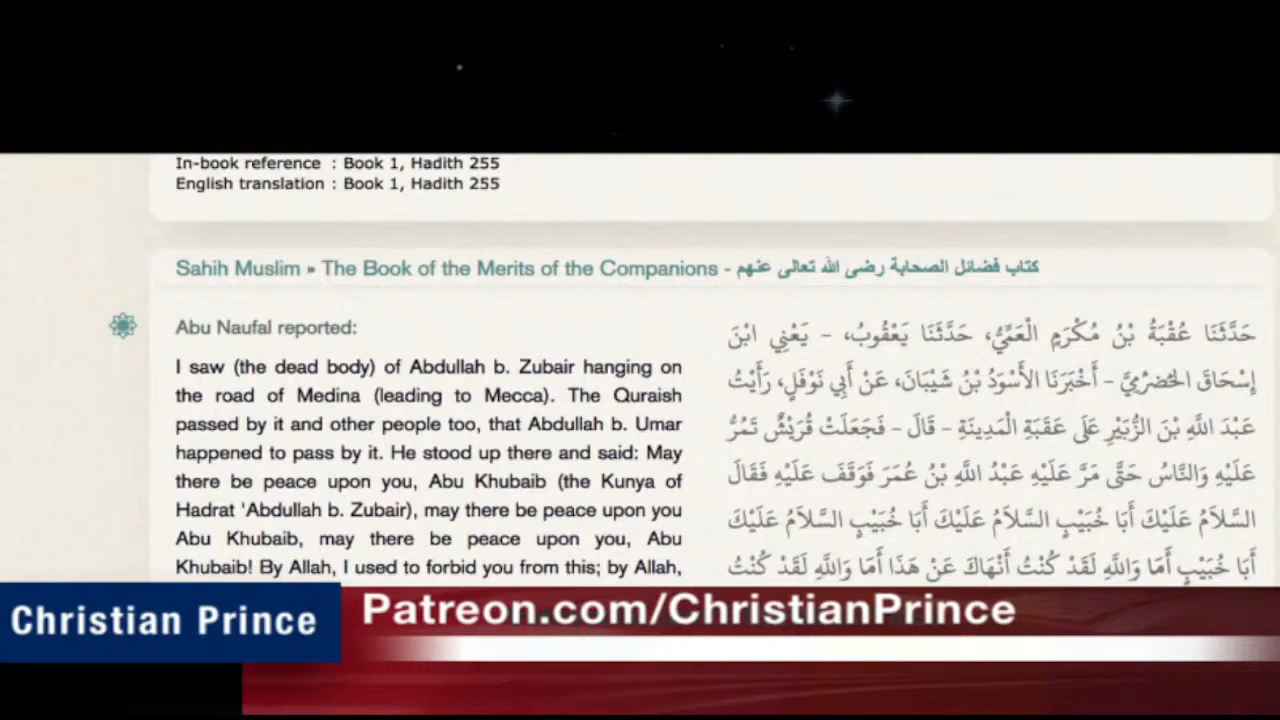 In-book reference : Book 1, Hadith 255
English translation : Book 1, Hadith 255
Sahih Muslim » The Book of the Merits of the Companions - كتاب فضائل الصحابة رضى الله تعالى عنهم
Abu Naufal reported:
I saw (the dead body) of Abdullah b. Zubair hanging on
the road of Medina (leading to Mecca). The Quraish
passed by it and other people too, that Abdullah b. Umar
happened to pass by it. He stood up there and said: May
there be peace upon you, Abu Khubaib (the Kunya of
Hadrat 'Abdullah b. Zubair), may there be peace upon you
Abu Khubaib, may there be peace upon you, Abu
Khubaib! By Allah, I used to forbid you from this; by Allah,
حَدَّثَنَا عُقْبَةُ بْنُ مُكْرَمٍ الْعَمِّيُّ، حَدَّثَنَا يَعْقُوبُ، - يَعْنِي ابْنَ
إِسْحَاقَ الْحَضْرَمِيَّ - أَخْبَرَنَا الأَسْوَدُ بْنُ شَيْبَانَ، عَنْ أَبِي نَوْفَلٍ، رَأَيْتُ
عَبْدَ اللَّهِ بْنَ الزُّبَيْرِ عَلَى عَقَبَةِ الْمَدِينَةِ - قَالَ - فَجَعَلَتْ قُرَيْشٌ تَمُرُّ
عَلَيْهِ وَالنَّاسُ حَتَّى مَرَّ عَلَيْهِ عَبْدُ اللَّهِ بْنُ عُمَرَ فَوَقَفَ عَلَيْهِ فَقَالَ
السَّلاَمُ عَلَيْكَ أَبَا خُبَيْبٍ السَّلاَمُ عَلَيْكَ أَبَا خُبَيْبٍ السَّلاَمُ عَلَيْكَ
أَبَا خُبَيْبٍ أَمَا وَاللَّهِ لَقَدْ كُنْتُ أَنْهَاكَ عَنْ هَذَا أَمَا وَاللَّهِ لَقَدْ كُنْتُ
Christian Prince
Patreon.com/ChristianPrince